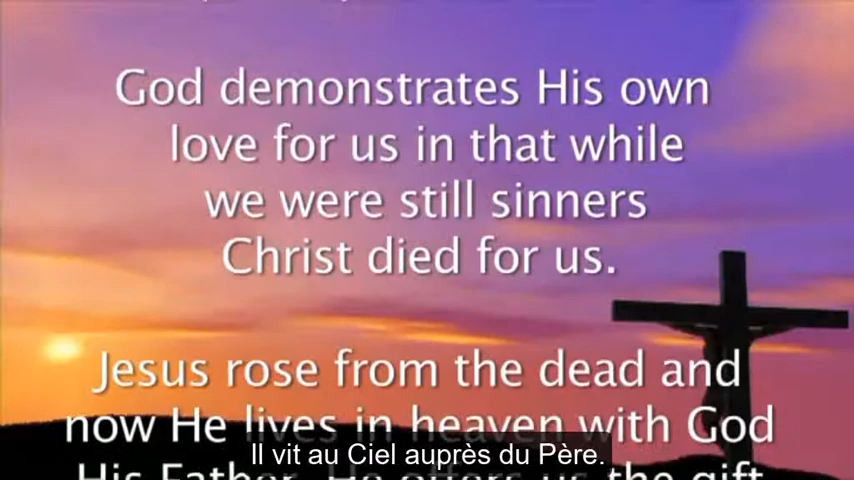 God demonstrates His own
love for us in that while
we were still sinners
Christ died for us.
Jesus rose from the dead and
now He lives in heaven with God
Il vit au Ciel auprès du Père.
His Father. He offers us the gift